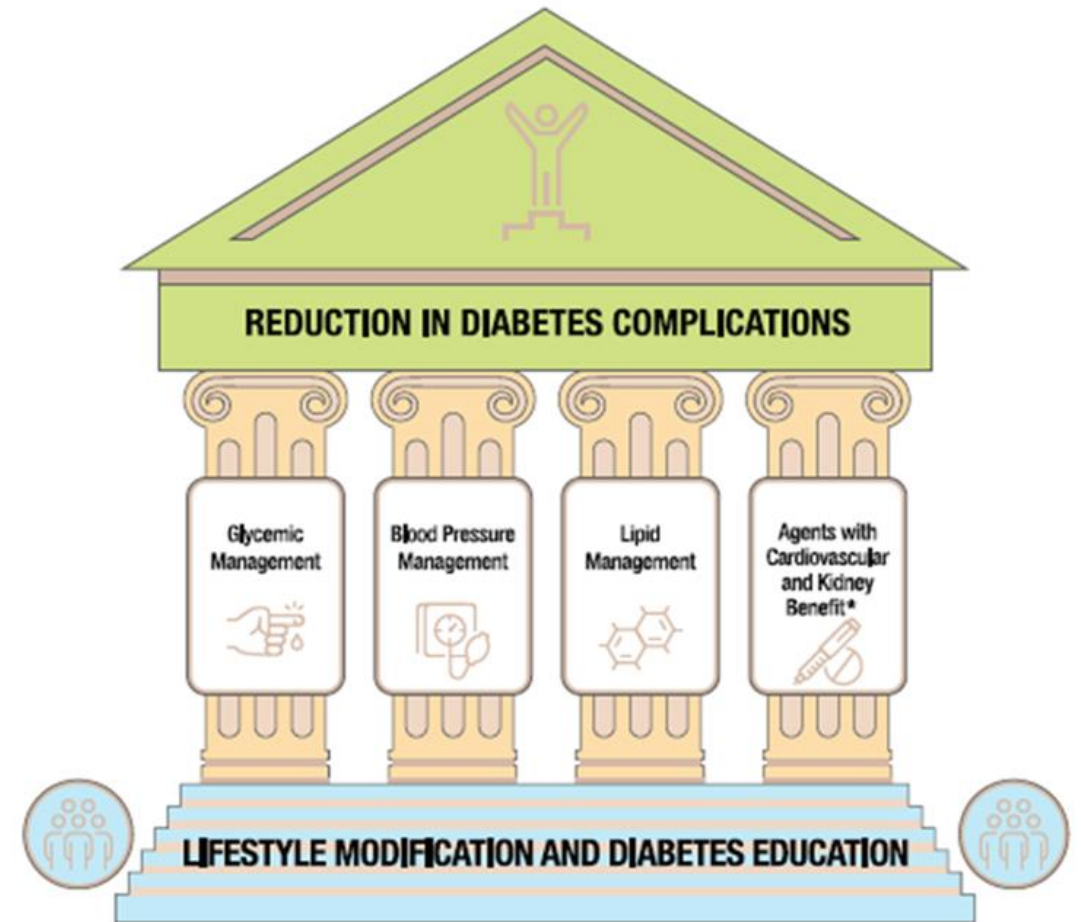 REDUCTION IN DIABETES COMPLICATIONS
Glycemic
Management
Blood Pressure
Management
Lipid
Management
Agents with
Cardiovascular
and Kidney
Benefit*
LIFESTYLE MODIFICATION AND DIABETES EDUCATION